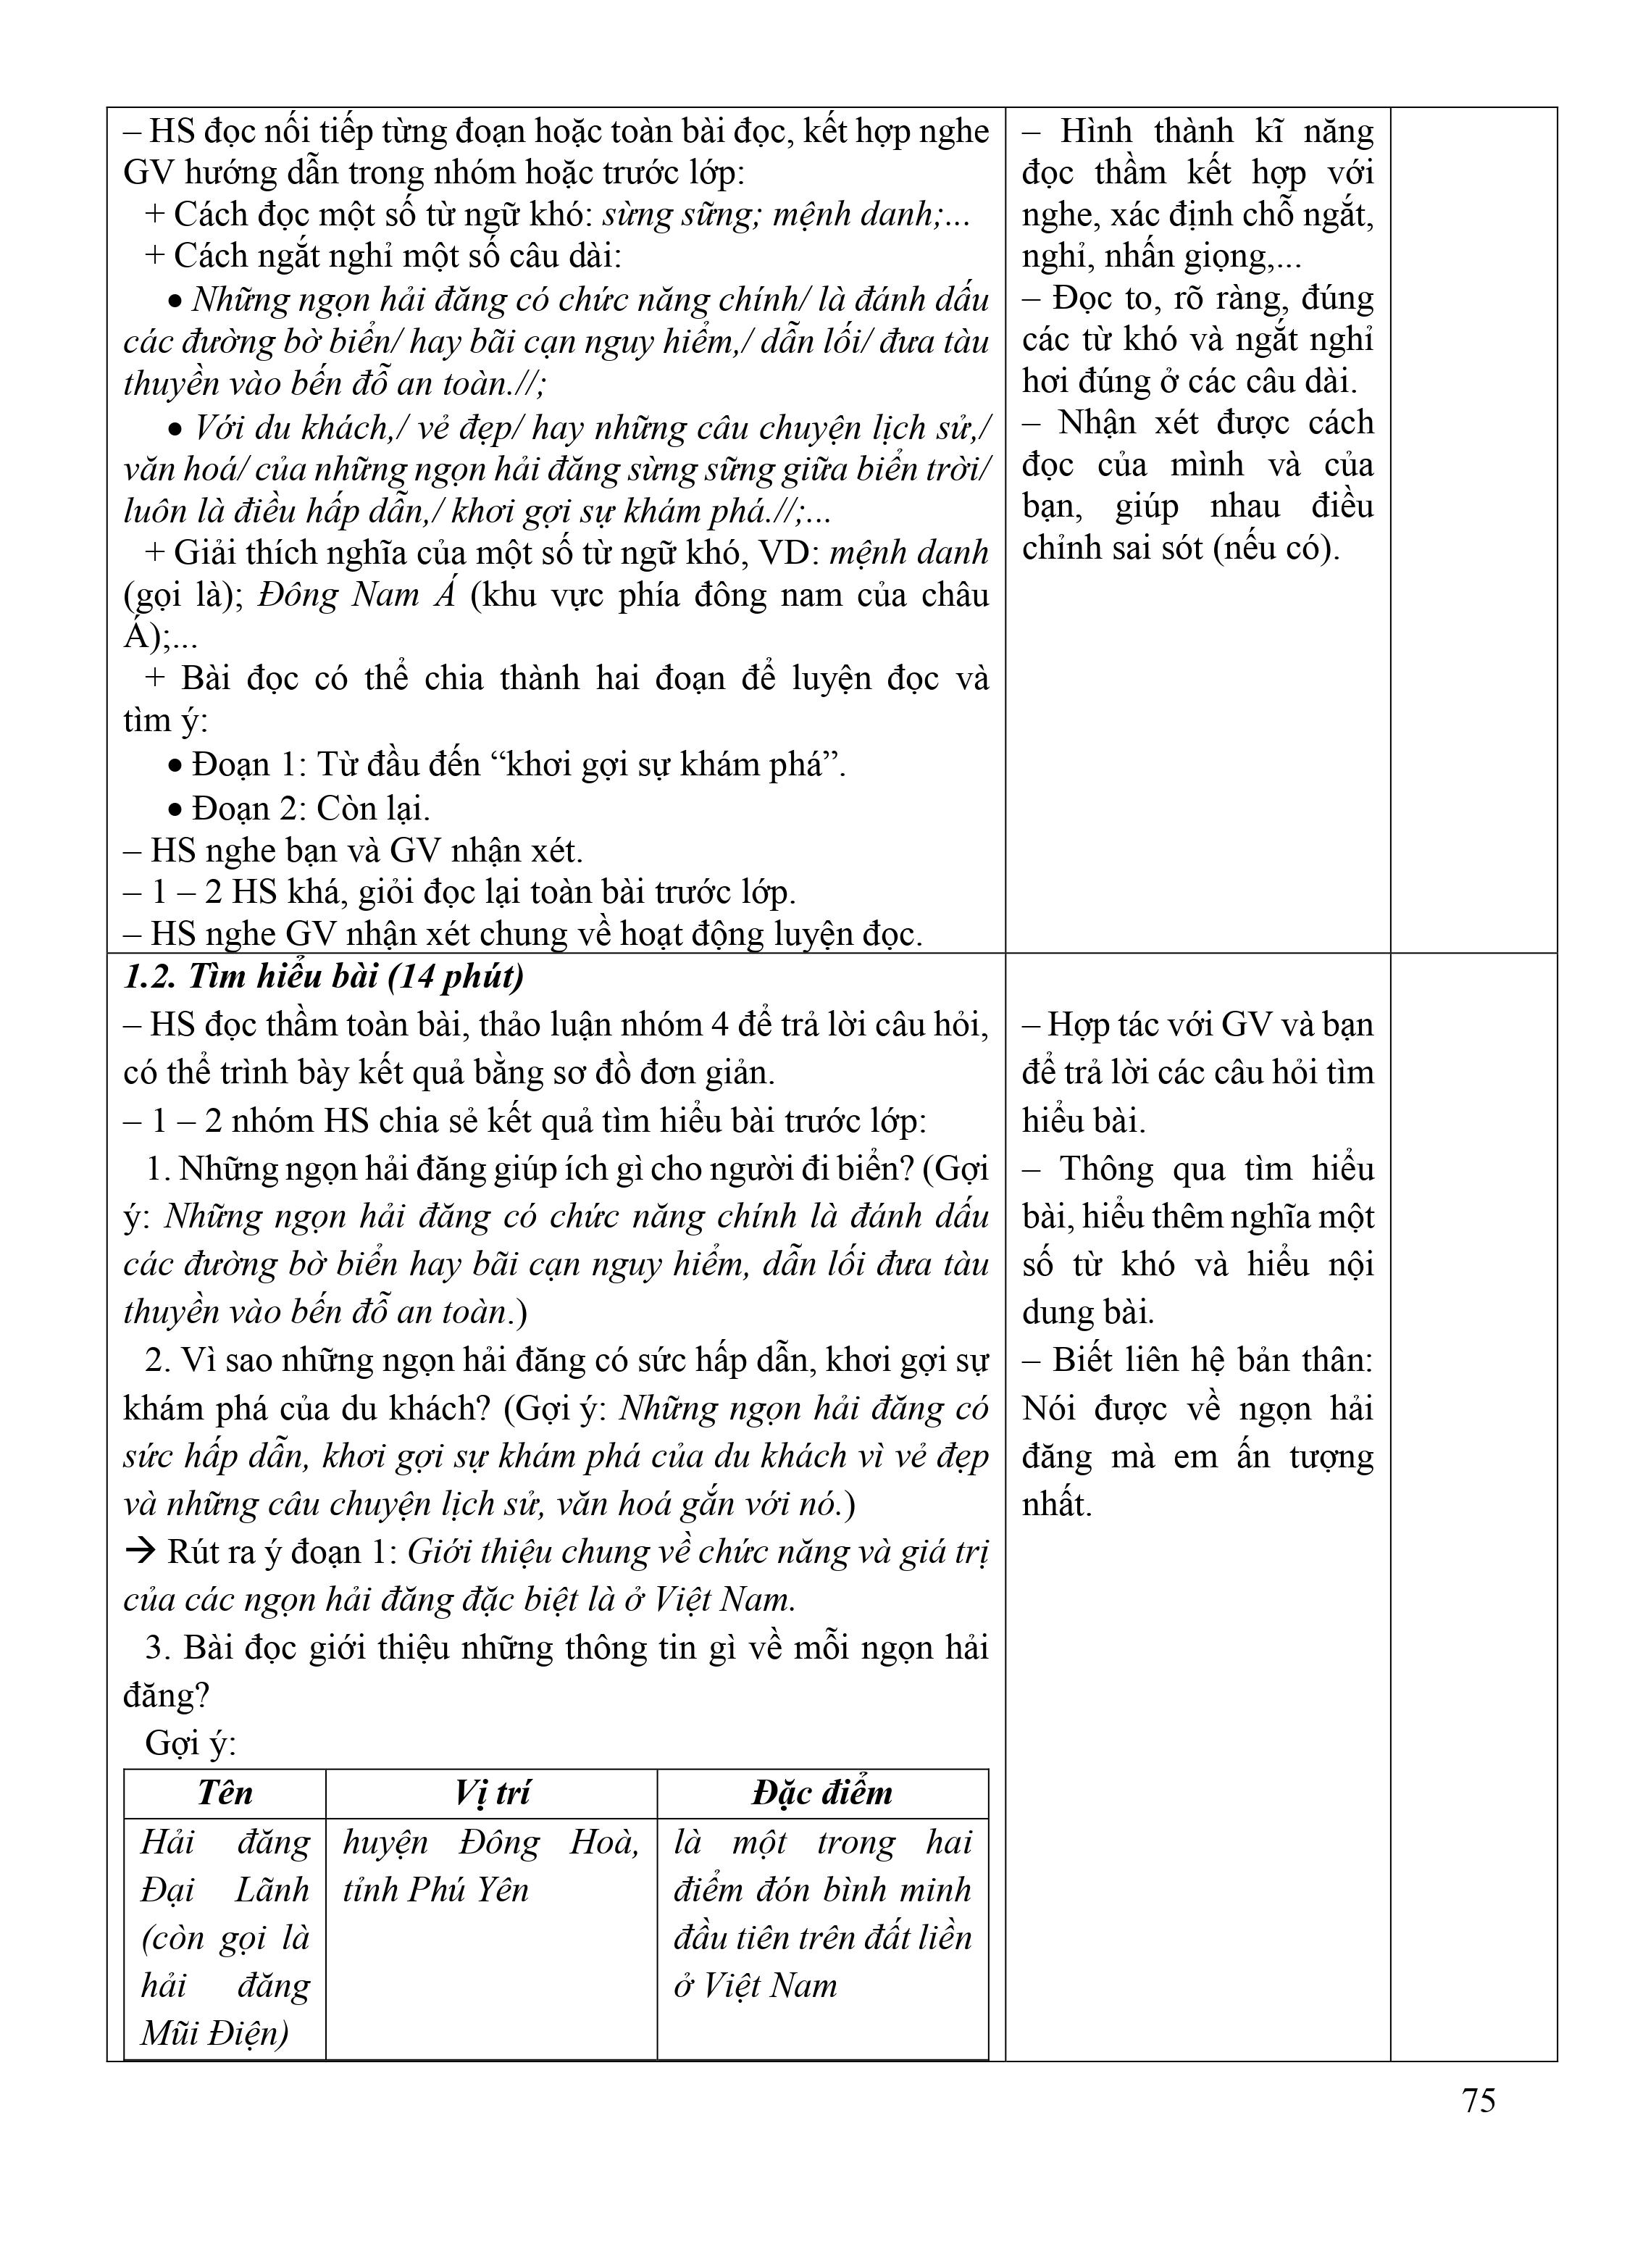 – HS đọc nối tiếp từng đoạn hoặc toàn bài đọc, kết hợp nghe
GV hướng dẫn trong nhóm hoặc trước lớp:
+ Cách đọc một số từ ngữ khó: sừng sững; mệnh danh;...
+ Cách ngắt nghỉ một số câu dài:
• Những ngọn hải đăng có chức năng chính/ là đánh dấu
các đường bờ biển/ hay bãi cạn nguy hiểm,/ dẫn lối/ đưa tàu
thuyền vào bến đỗ an toàn.//;
• Với du khách,/ vẻ đẹp/ hay những câu chuyện lịch sử,/
văn hoá/ của những ngọn hải đăng sừng sững giữa biển trời/
luôn là điều hấp dẫn,/ khơi gợi sự khám phá.//;...
+ Giải thích nghĩa của một số từ ngữ khó, VD: mệnh danh
(gọi là); Đông Nam Á (khu vực phía đông nam của châu
Á);...
+ Bài đọc có thể chia thành hai đoạn để luyện đọc và
tìm ý:
• Đoạn 1: Từ đầu đến “khơi gợi sự khám phá”.
• Đoạn 2: Còn lại.
– HS nghe bạn và GV nhận xét.
– 1 – 2 HS khá, giỏi đọc lại toàn bài trước lớp.
– HS nghe GV nhận xét chung về hoạt động luyện đọc.
– Hình thành kĩ năng
đọc thầm kết hợp với
nghe, xác định chỗ ngắt,
nghỉ, nhấn giọng,...
– Đọc to, rõ ràng, đúng
các từ khó và ngắt nghỉ
hơi đúng ở các câu dài.
– Nhận xét được cách
đọc của mình và của
bạn, giúp nhau điều
chỉnh sai sót (nếu có).
1.2. Tìm hiểu bài (14 phút)
– HS đọc thầm toàn bài, thảo luận nhóm 4 để trả lời câu hỏi,
có thể trình bày kết quả bằng sơ đồ đơn giản.
– 1 – 2 nhóm HS chia sẻ kết quả tìm hiểu bài trước lớp:
1. Những ngọn hải đăng giúp ích gì cho người đi biển? (Gợi
ý: Những ngọn hải đăng có chức năng chính là đánh dấu
các đường bờ biển hay bãi cạn nguy hiểm, dẫn lối đưa tàu
thuyền vào bến đỗ an toàn.)
2. Vì sao những ngọn hải đăng có sức hấp dẫn, khơi gợi sự
khám phá của du khách? (Gợi ý: Những ngọn hải đăng có
sức hấp dẫn, khơi gợi sự khám phá của du khách vì vẻ đẹp
và những câu chuyện lịch sử, văn hoá gắn với nó.)
→ Rút ra ý đoạn 1: Giới thiệu chung về chức năng và giá trị
của các ngọn hải đăng đặc biệt là ở Việt Nam.
3. Bài đọc giới thiệu những thông tin gì về mỗi ngọn hải
đăng?
Gợi ý:
Tên
Vị trí
Đặc điểm
Hải đăng
Đại Lãnh
(còn gọi là
hải đăng
Mũi Điện)
huyện Đông Hoà,
tỉnh Phú Yên
là một trong hai
điểm đón bình minh
đầu tiên trên đất liền
ở Việt Nam
– Hợp tác với GV và bạn
để trả lời các câu hỏi tìm
hiểu bài.
– Thông qua tìm hiểu
bài, hiểu thêm nghĩa một
số từ khó và hiểu nội
dung bài.
– Biết liên hệ bản thân:
Nói được về ngọn hải
đăng mà em ấn tượng
nhất.
75